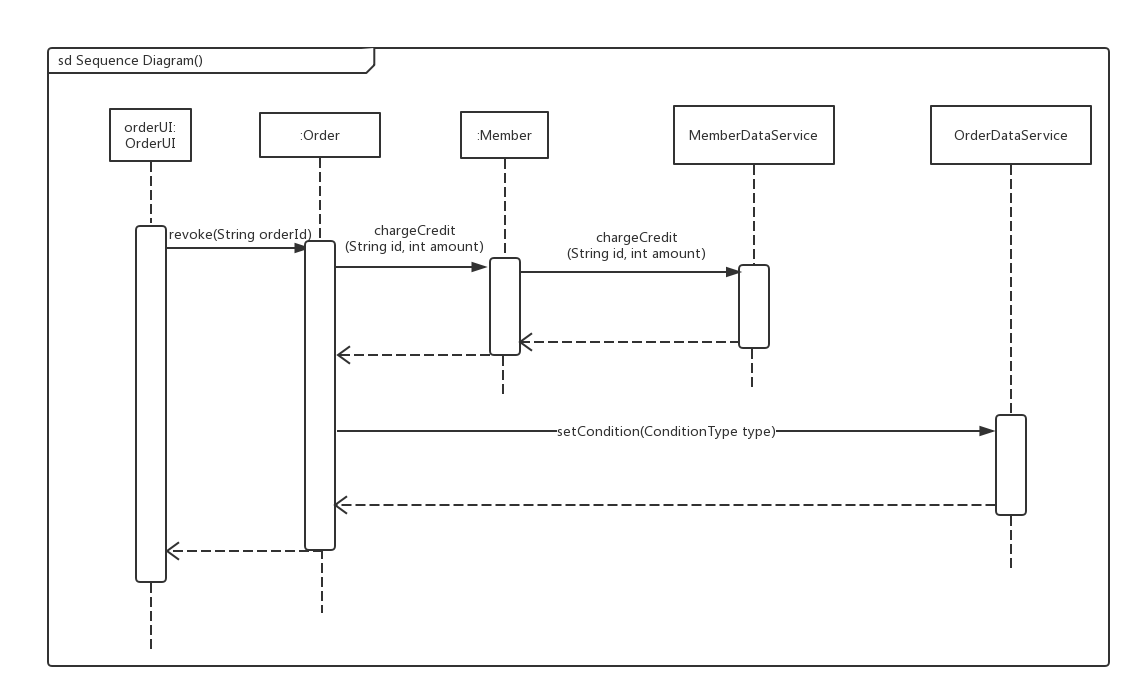 sd Sequence Diagram()
orderUI:
OrderUI
:Order
:Member
MemberDataService
OrderDataService
revoke(String orderId)
chargeCredit
(String id, int amount)
chargeCredit
(String id, int amount)
setCondition(ConditionType type)